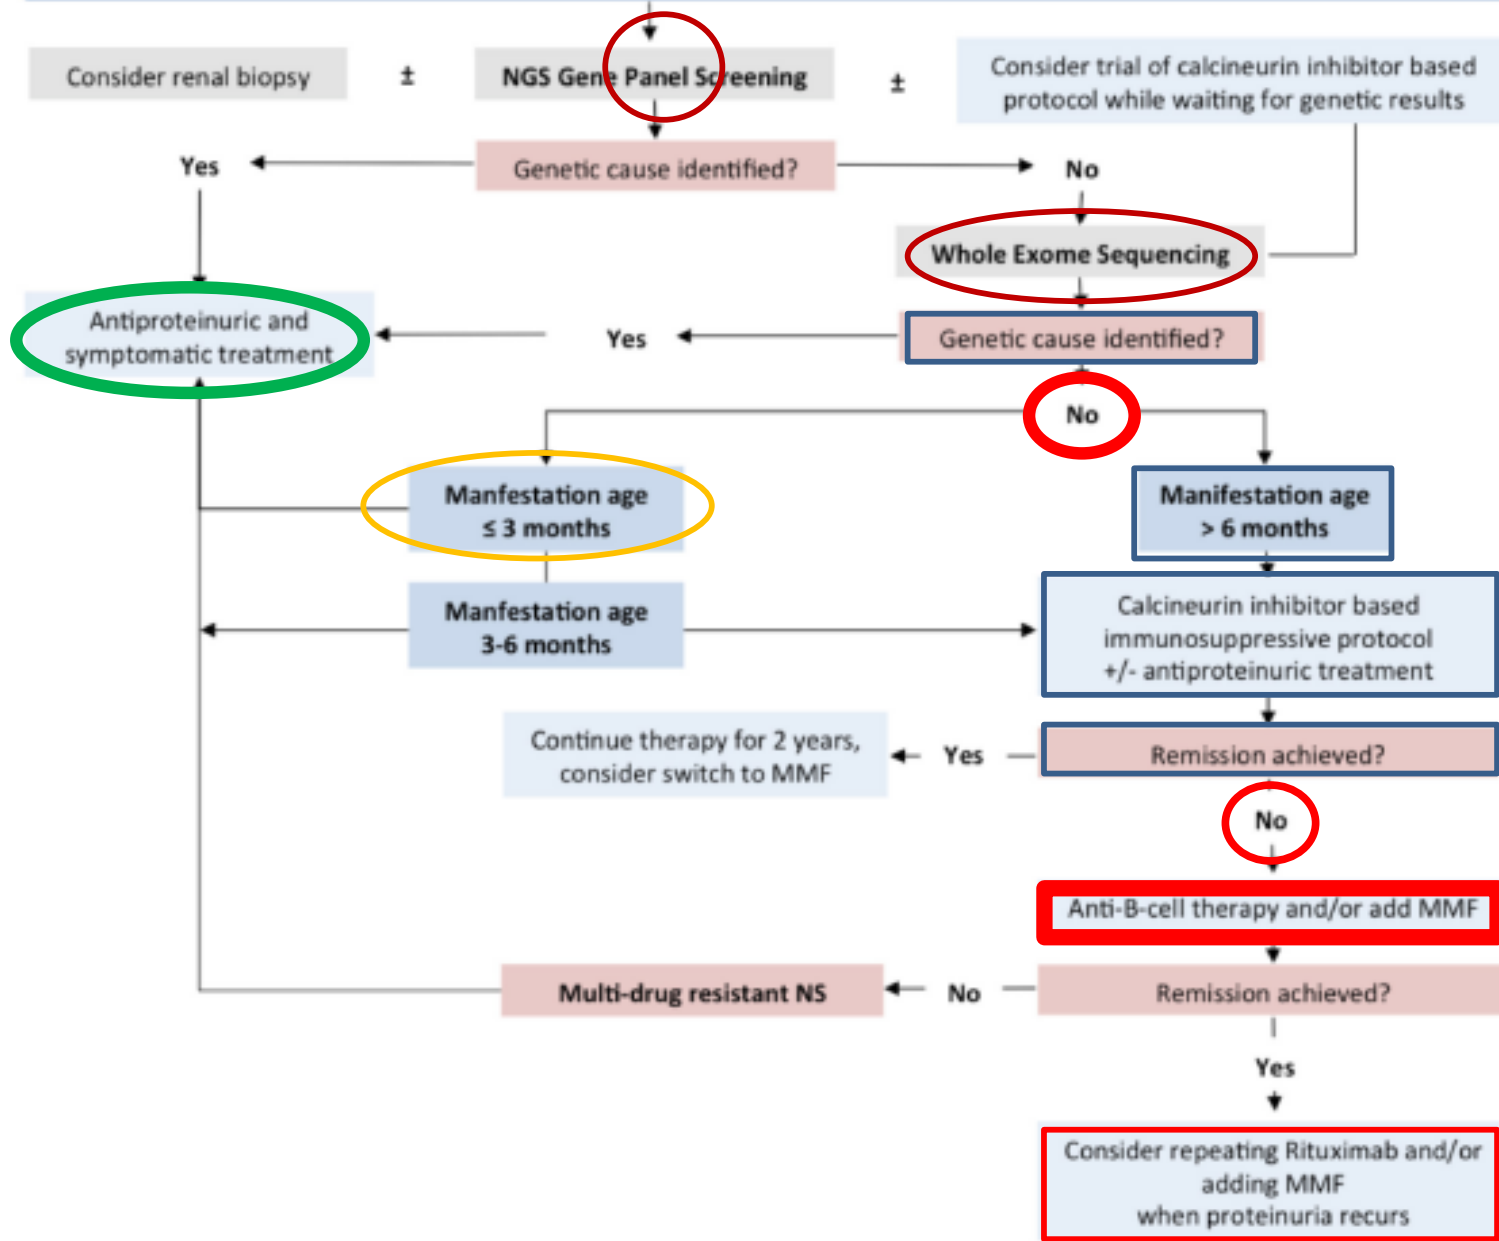 Consider renal biopsy
±
NGS Gene Panel Screening
±
Consider trial of calcineurin inhibitor based
protocol while waiting for genetic results
Yes
Genetic cause identified?
No
Whole Exome Sequencing
Antiproteinuric and
symptomatic treatment
Yes
Genetic cause identified?
No
Manfestation age
≤ 3 months
Manifestation age
> 6 months
Manfestation age
3-6 months
Calcineurin inhibitor based
immunosuppressive protocol
+/- antiproteinuric treatment
Continue therapy for 2 years,
consider switch to MMF
Yes
Remission achieved?
No
Anti-B-cell therapy and/or add MMF
Multi-drug resistant NS
No
Remission achieved?
Yes
Consider repeating Rituximab and/or
adding MMF
when proteinuria recurs